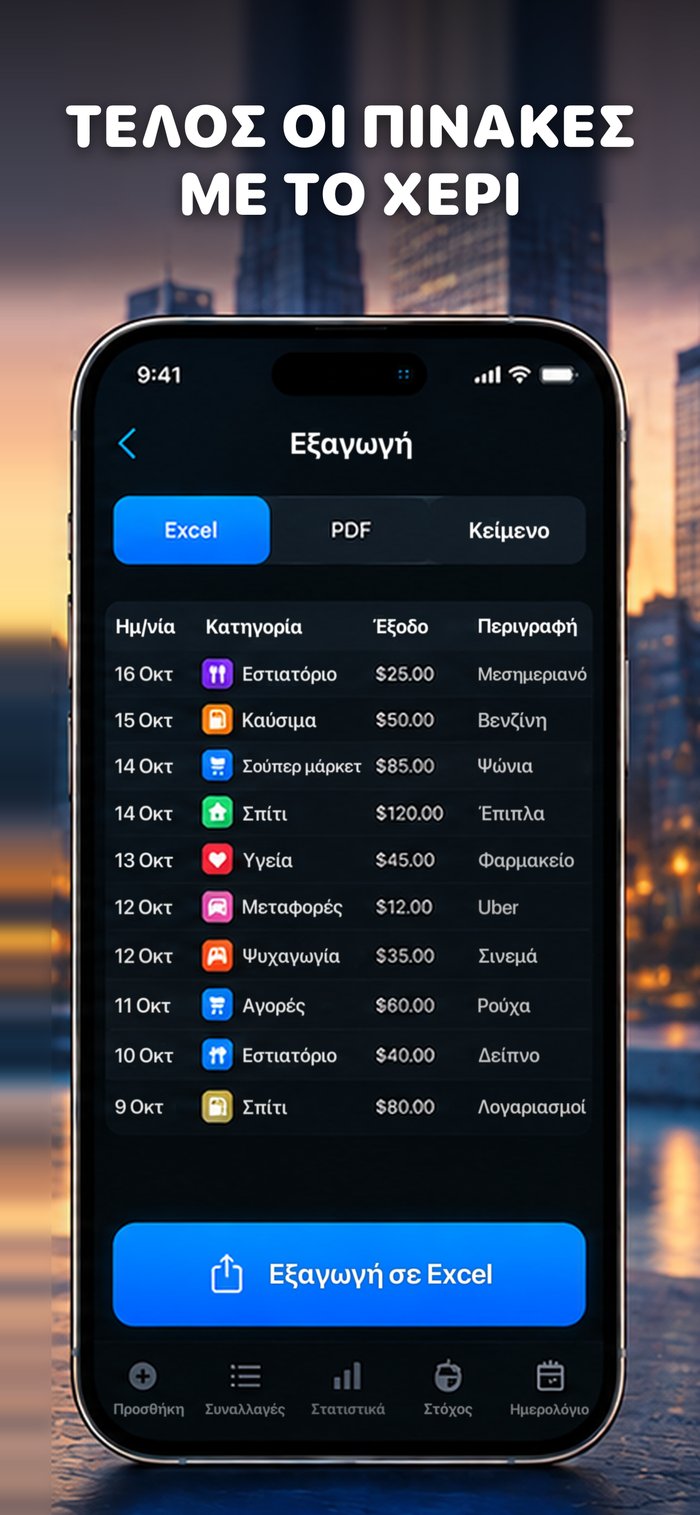 ΤΕΛΟΣ ΟΙ ΠΙΝΑΚΕΣ
ΜΕ ΤΟ ΧΕΡΙ
9:41
Εξαγωγή
Excel PDF Κείμενο
Ημ/νία Κατηγορία Έξοδο Περιγραφή
16 Οκτ Εστιατόριο $25.00 Μεσημεριανό
15 Οκτ Καύσιμα $50.00 Βενζίνη
14 Οκτ Σούπερ μάρκετ $85.00 Ψώνια
14 Οκτ Σπίτι $120.00 Έπιπλα
13 Οκτ Υγεία $45.00 Φαρμακείο
12 Οκτ Μεταφορές $12.00 Uber
12 Οκτ Ψυχαγωγία $35.00 Σινεμά
11 Οκτ Αγορές $60.00 Ρούχα
10 Οκτ Εστιατόριο $40.00 Δείπνο
9 Οκτ Σπίτι $80.00 Λογαριασμοί
Εξαγωγή σε Excel
Προσθήκη Συναλλαγές Στατιστικά Στόχος Ημερολόγιο